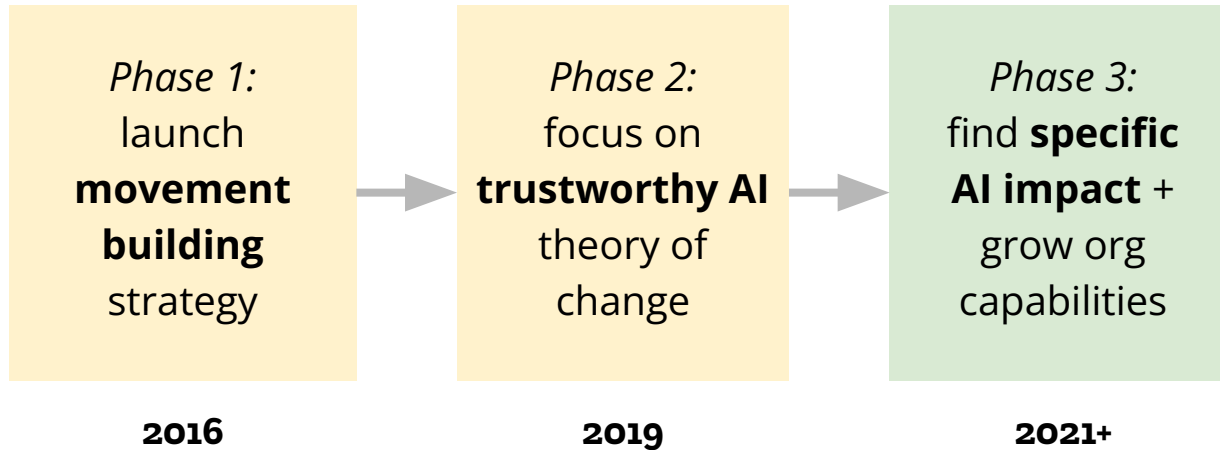 Phase 1:
launch
movement
building
strategy
Phase 2:
focus on
trustworthy AI
theory of
change
Phase 3:
find specific
AI impact +
grow org
capabilities
2016
2019
2021+